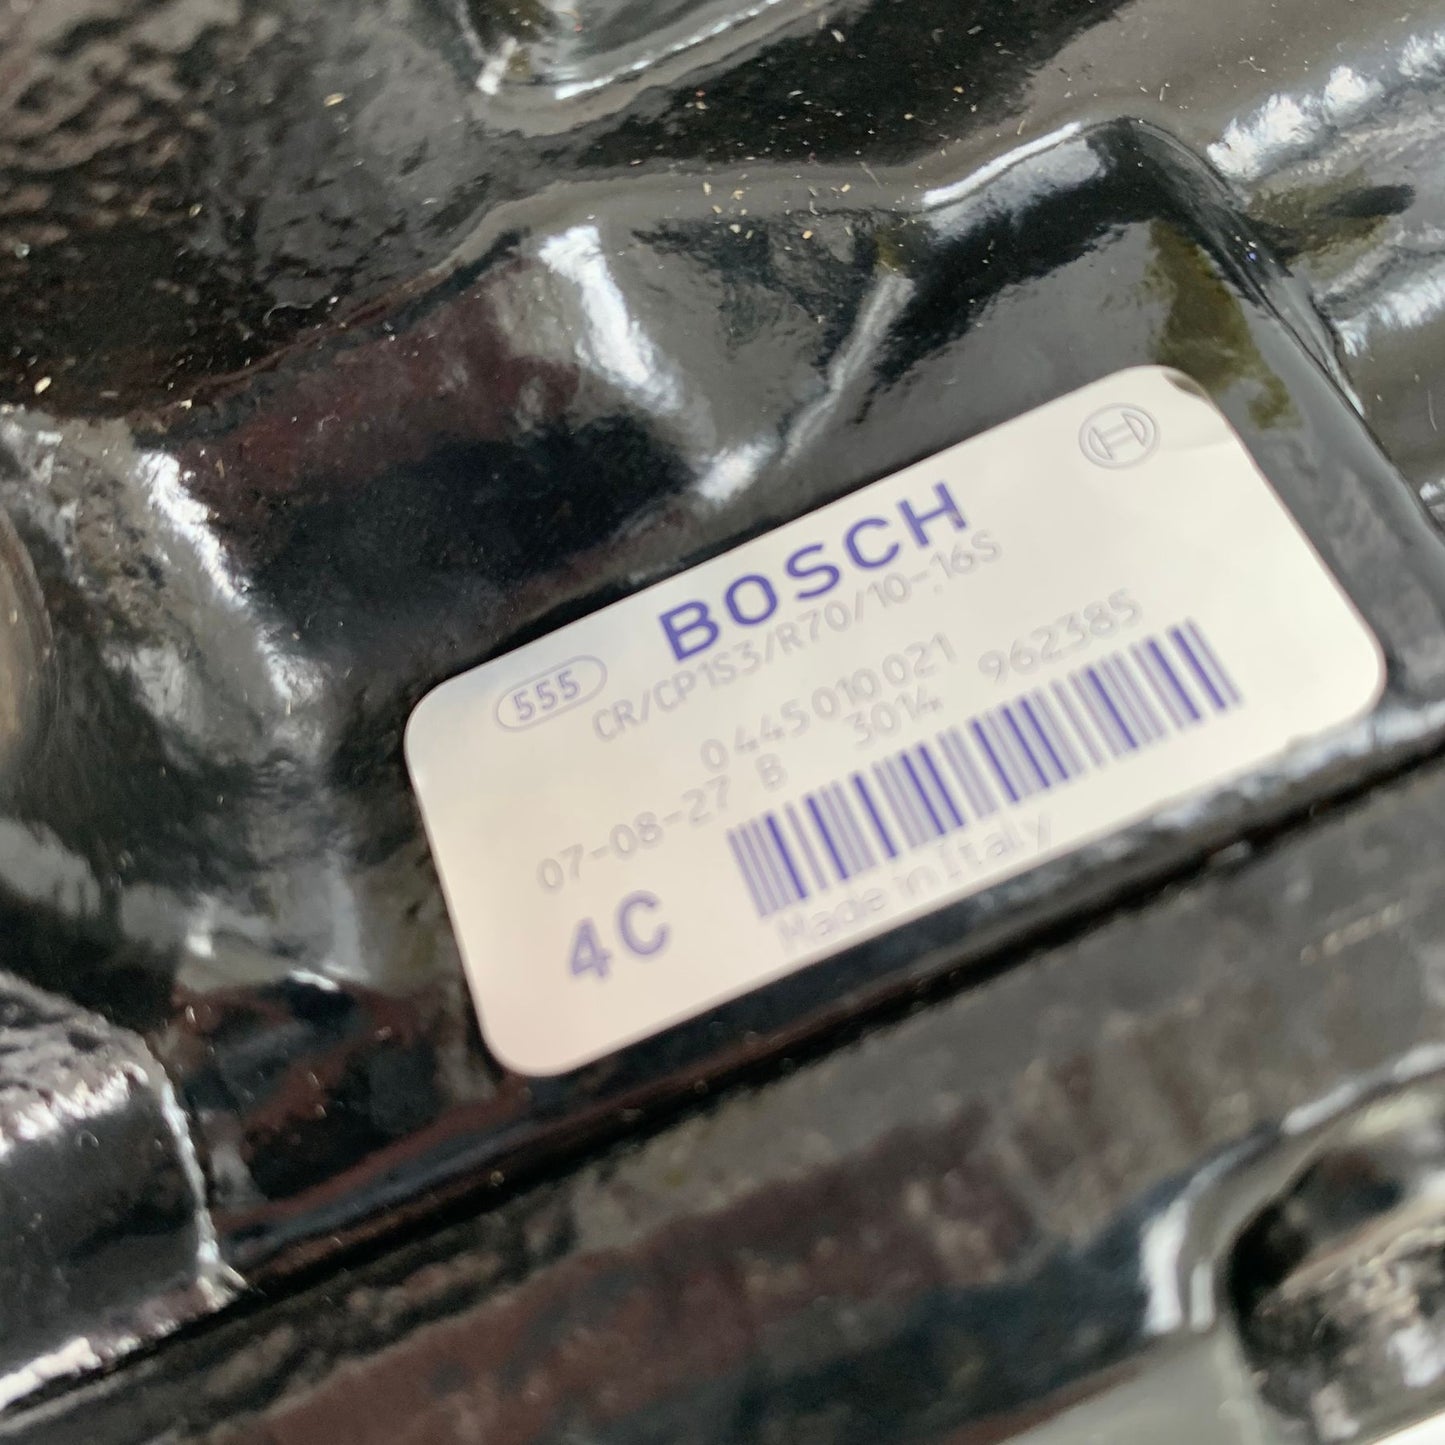 BOSCH
555
CR/CP1S3/R70/10-16S
0 445 010 021
07-08-27 B 3014 962385
4C
Made in Italy